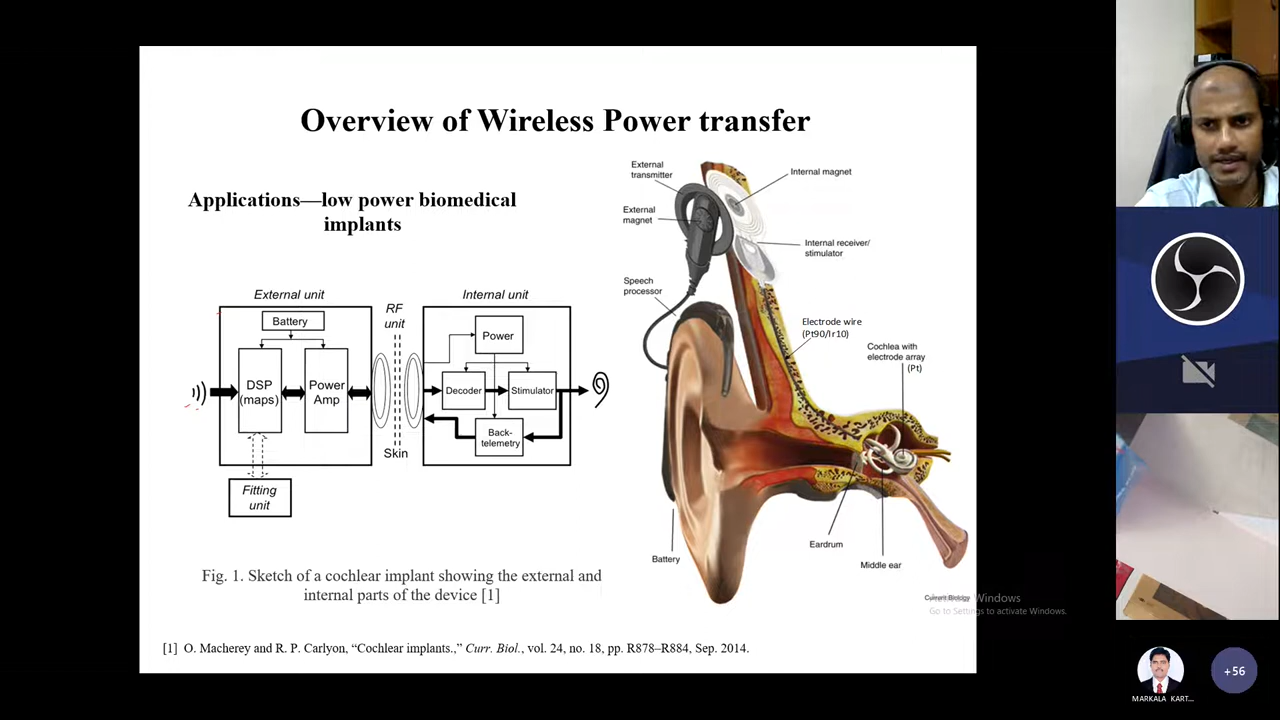 Overview of Wireless Power transfer
Applications—low power biomedical
implants
External unit
RF
unit
Internal unit
Battery
DSP
(maps)
Power
Amp
Power
Decoder
Stimulator
Back-
telemetry
Skin
Fitting
unit
Fig. 1. Sketch of a cochlear implant showing the external and
internal parts of the device [1]
External
transmitter
Internal magnet
External
magnet
Internal receiver/
stimulator
Speech
processor
Electrode wire
(Pt90/Ir10)
Cochlea with
electrode array
(Pt)
Eardrum
Battery
Middle ear
Current Biology
Windows
Go to Settings to activate Windows.
[1] O. Macherey and R. P. Carlyon, “Cochlear implants.,” Curr. Biol., vol. 24, no. 18, pp. R878–R884, Sep. 2014.
MARKALA KART...
+56